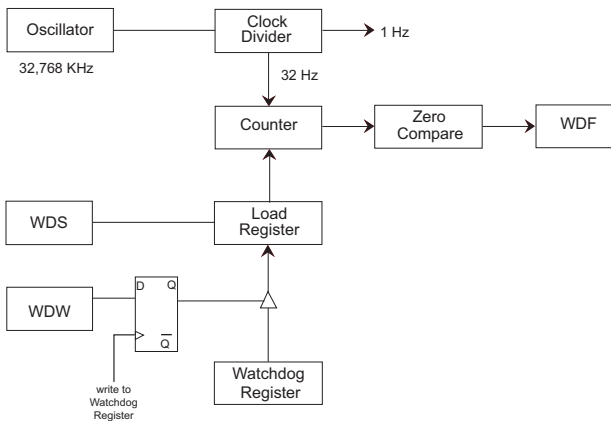 Oscillator
Clock
Divider
1 Hz
32,768 KHz
32 Hz
Counter
Zero
Compare
WDF
WDS
Load
Register
WDW
D
Q
Q
write to
Watchdog
Register
Watchdog
Register